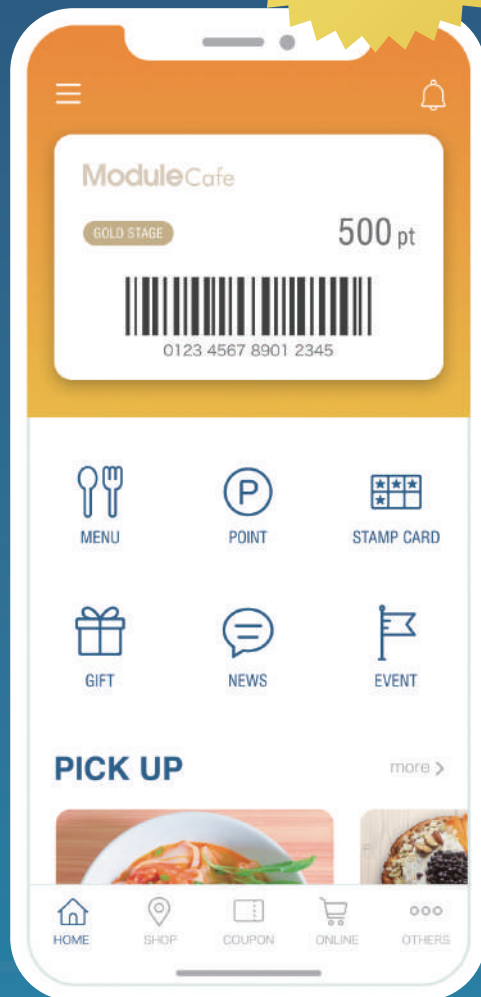 ModuleCafe
GOLD STAGE
500 pt
0123 4567 8901 2345
MENU
POINT
STAMP CARD
GIFT
NEWS
EVENT
PICK UP
more >
HOME
SHOP
COUPON
ONLINE
OTHERS